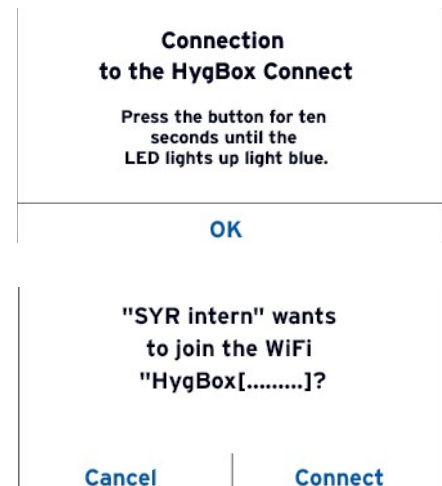 Connection
to the HygBox Connect
Press the button for ten
seconds until the
LED lights up light blue.
OK
"SYR intern" wants
to join the WiFi
"HygBox[.........]?
Cancel
Connect